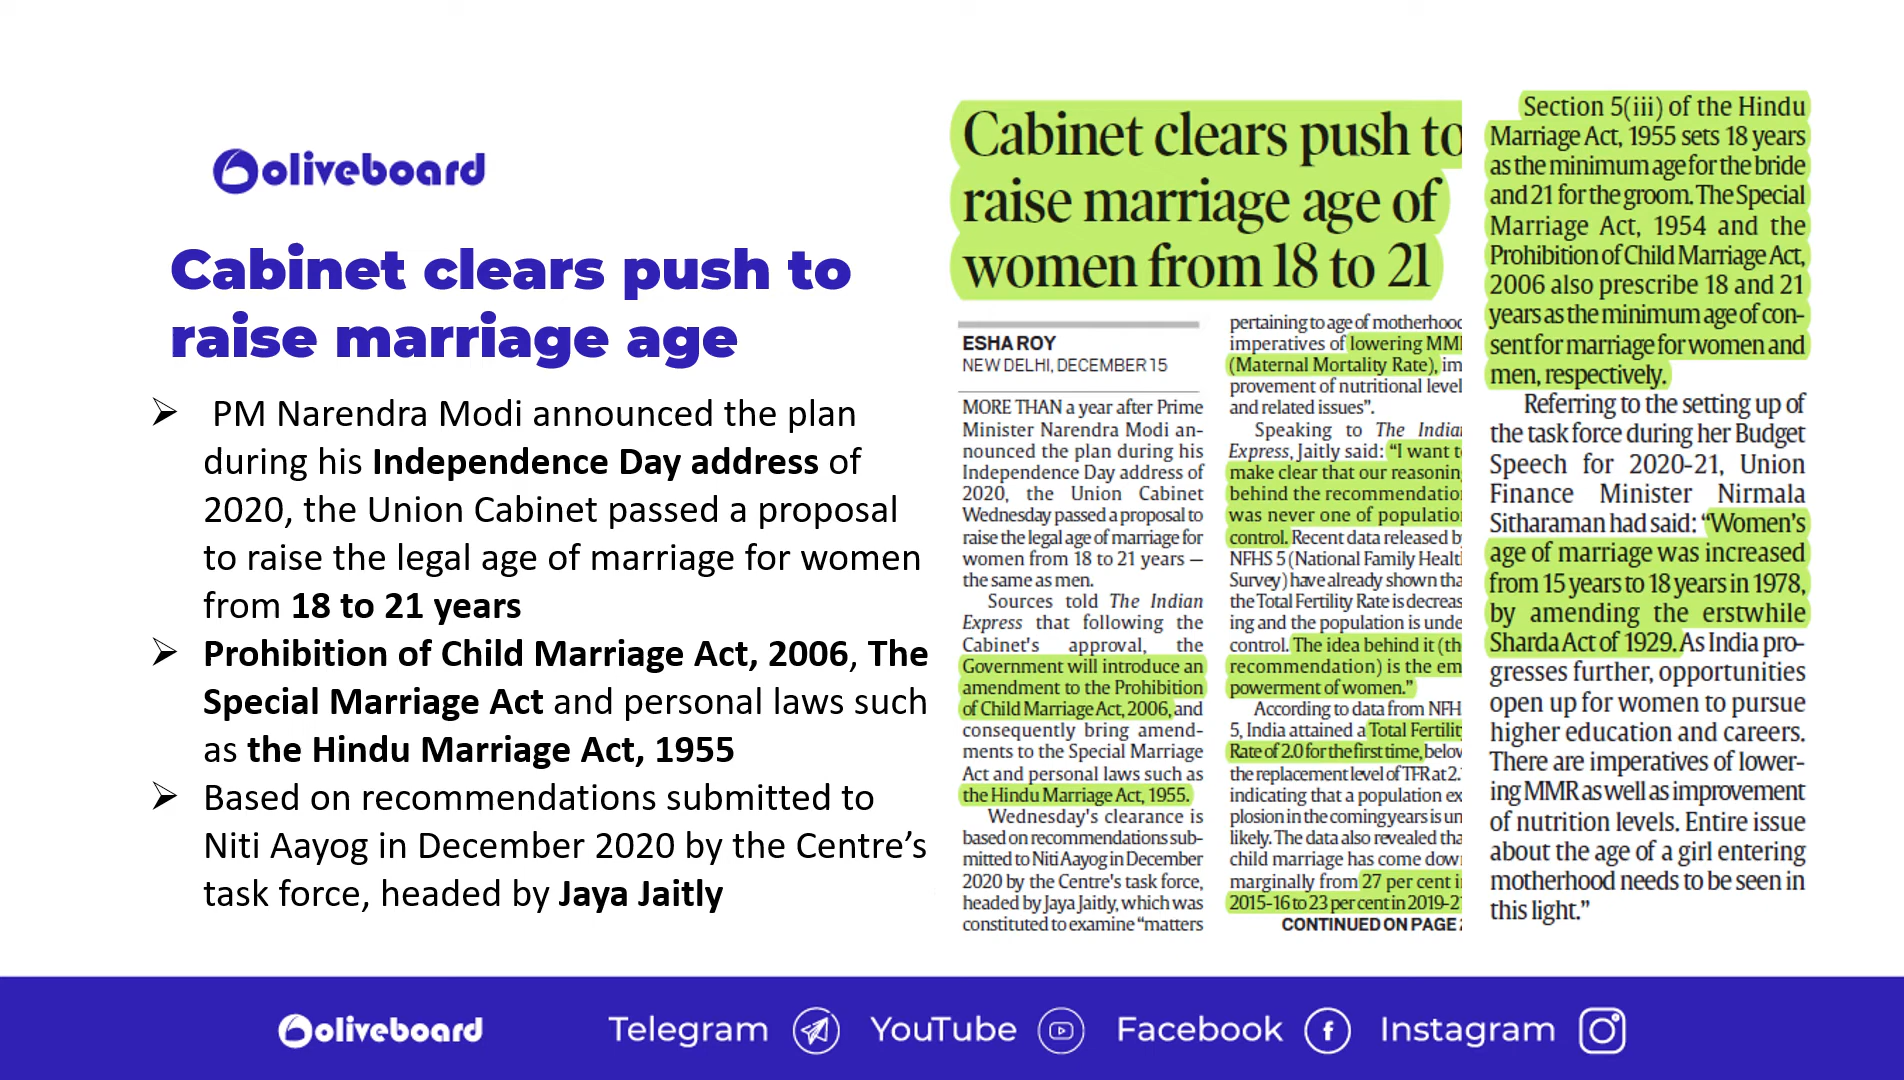 oliveboard
Cabinet clears push to
raise marriage age
➢ PM Narendra Modi announced the plan
during his Independence Day address of
2020, the Union Cabinet passed a proposal
to raise the legal age of marriage for women
from 18 to 21 years
➢ Prohibition of Child Marriage Act, 2006, The
Special Marriage Act and personal laws such
as the Hindu Marriage Act, 1955
➢ Based on recommendations submitted to
Niti Aayog in December 2020 by the Centre’s
task force, headed by Jaya Jaitly
Cabinet clears push to
raise marriage age of
women from 18 to 21
ESHA ROY
NEW DELHI, DECEMBER 15
MORE THAN a year after Prime
Minister Narendra Modi an-
nounced the plan during his
Independence Day address of
2020, the Union Cabinet
Wednesday passed a proposal to
raise the legal age of marriage for
women from 18 to 21 years —
the same as men.
Sources told The Indian
Express that following the
Cabinet's approval, the
Government will introduce an
amendment to the Prohibition
of Child Marriage Act, 2006, and
consequently bring amend-
ments to the Special Marriage
Act and personal laws such as
the Hindu Marriage Act, 1955.
Wednesday's clearance is
based on recommendations sub-
mitted to Niti Aayog in December
2020 by the Centre's task force,
headed by Jaya Jaitly, which was
constituted to examine “matters
pertaining to age of motherhood
imperatives of lowering MM
(Maternal Mortality Rate), im
provement of nutritional level
and related issues”.
Speaking to The Indian
Express, Jaitly said: “I want to
make clear that our reasoning
behind the recommendation
was never one of population
control. Recent data released by
NFHS 5 (National Family Healt
Survey) have already shown tha
the Total Fertility Rate is decreas
ing and the population is unde
control. The idea behind it (th
recommendation) is the em
powerment of women.”
According to data from NFH
5, India attained a Total Fertility
Rate of 2.0 for the first time, below
the replacement level of TFR at 2.
indicating that a population ex
plosion in the coming years is un
likely. The data also revealed tha
child marriage has come down
marginally from 27 per cent in
2015-16 to 23 per cent in 2019-21
CONTINUED ON PAGE 2
Section 5(iii) of the Hindu
Marriage Act, 1955 sets 18 years
as the minimum age for the bride
and 21 for the groom. The Special
Marriage Act, 1954 and the
Prohibition of Child Marriage Act,
2006 also prescribe 18 and 21
years as the minimum age of con-
sent for marriage for women and
men, respectively.
Referring to the setting up of
the task force during her Budget
Speech for 2020-21, Union
Finance Minister Nirmala
Sitharaman had said: “Women’s
age of marriage was increased
from 15 years to 18 years in 1978,
by amending the erstwhile
Sharda Act of 1929. As India pro-
gresses further, opportunities
open up for women to pursue
higher education and careers.
There are imperatives of lower-
ing MMR as well as improvement
of nutrition levels. Entire issue
about the age of a girl entering
motherhood needs to be seen in
this light.”
oliveboard Telegram YouTube Facebook Instagram